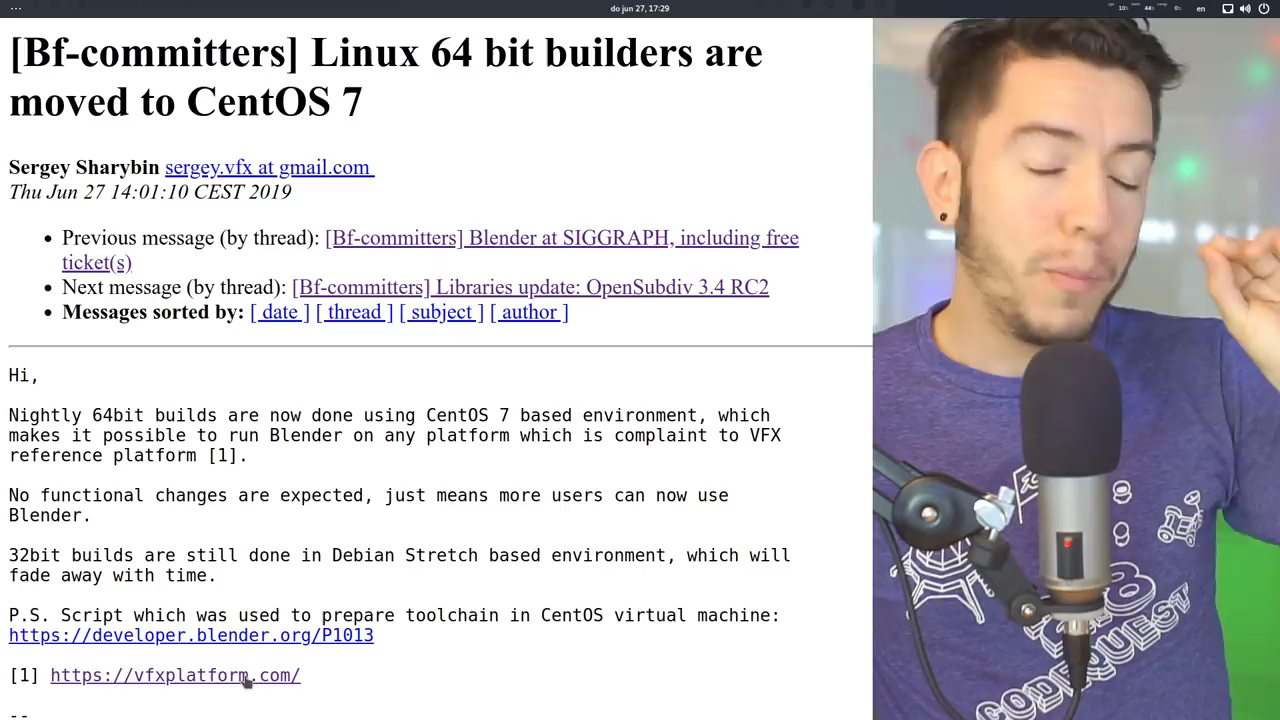 do jun 27, 17:29
10%
44%
0%
en
[Bf-committers] Linux 64 bit builders are
moved to CentOS 7
Sergey Sharybin sergey.vfx at gmail.com
Thu Jun 27 14:01:10 CEST 2019
• Previous message (by thread): [Bf-committers] Blender at SIGGRAPH, including free
ticket(s)
• Next message (by thread): [Bf-committers] Libraries update: OpenSubdiv 3.4 RC2
• Messages sorted by: [ date ] [ thread ] [ subject ] [ author ]
Hi,
Nightly 64bit builds are now done using CentOS 7 based environment, which
makes it possible to run Blender on any platform which is complaint to VFX
reference platform [1].
No functional changes are expected, just means more users can now use
Blender.
32bit builds are still done in Debian Stretch based environment, which will
fade away with time.
P.S. Script which was used to prepare toolchain in CentOS virtual machine:
https://developer.blender.org/P1013
[1] https://vfxplatform.com/
--
CODEQUEST